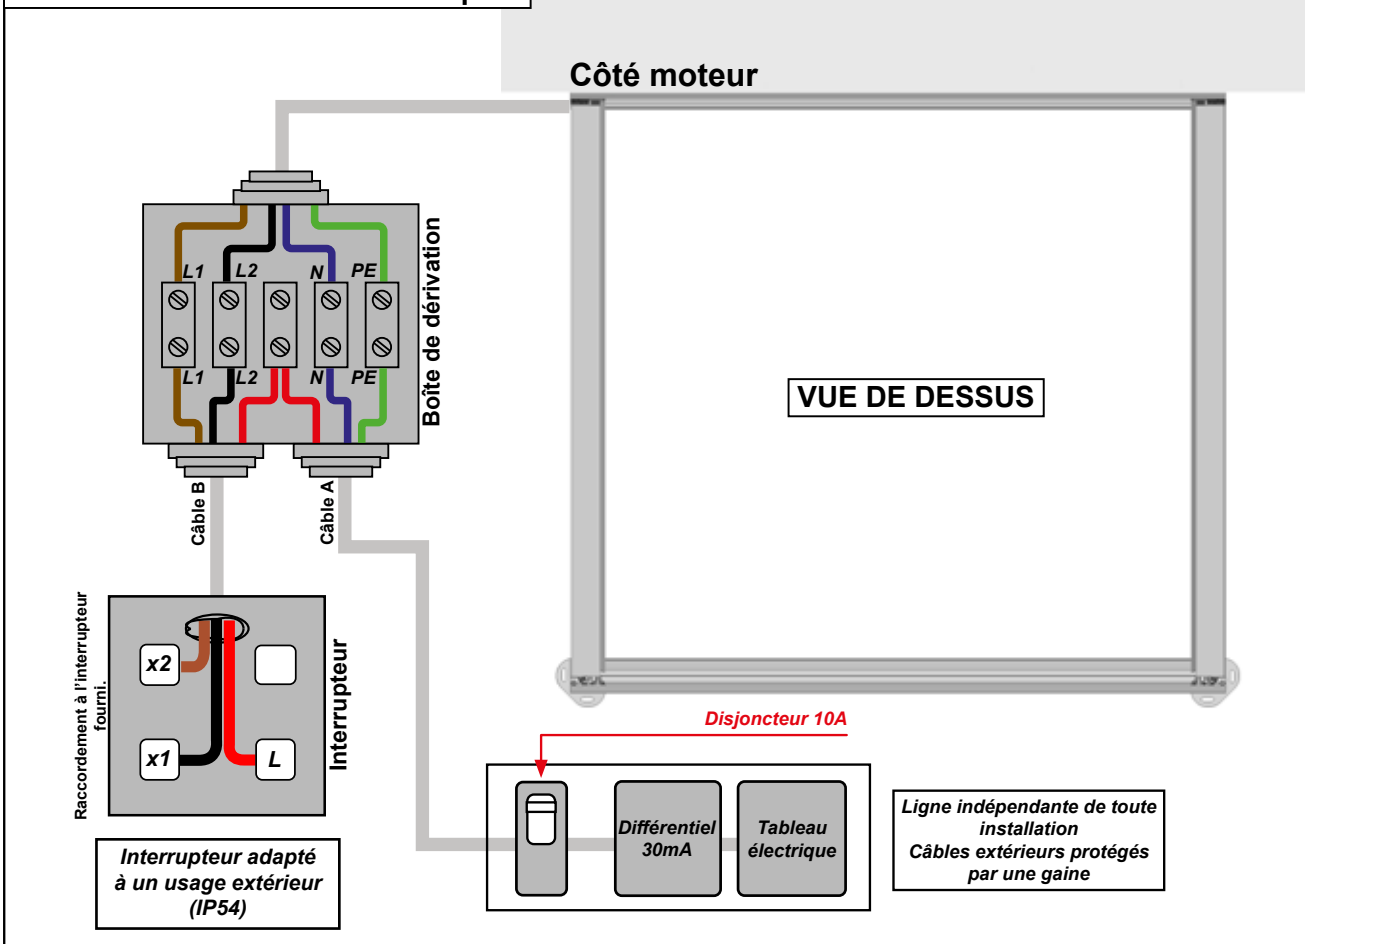 Côté moteur
L1
L2
N
PE
L1
L2
N
PE
Boîte de dérivation
VUE DE DESSUS
Câble B
Câble A
Racccordement à l'interrupteur
fourni.
x2
x1
L
Interrupteur
Interrupteur adapté
à un usage extérieur
(IP54)
Disjoncteur 10A
Différentiel
30mA
Tableau
électrique
Ligne indépendante de toute
installation
Câbles extérieurs protégés
par une gaine